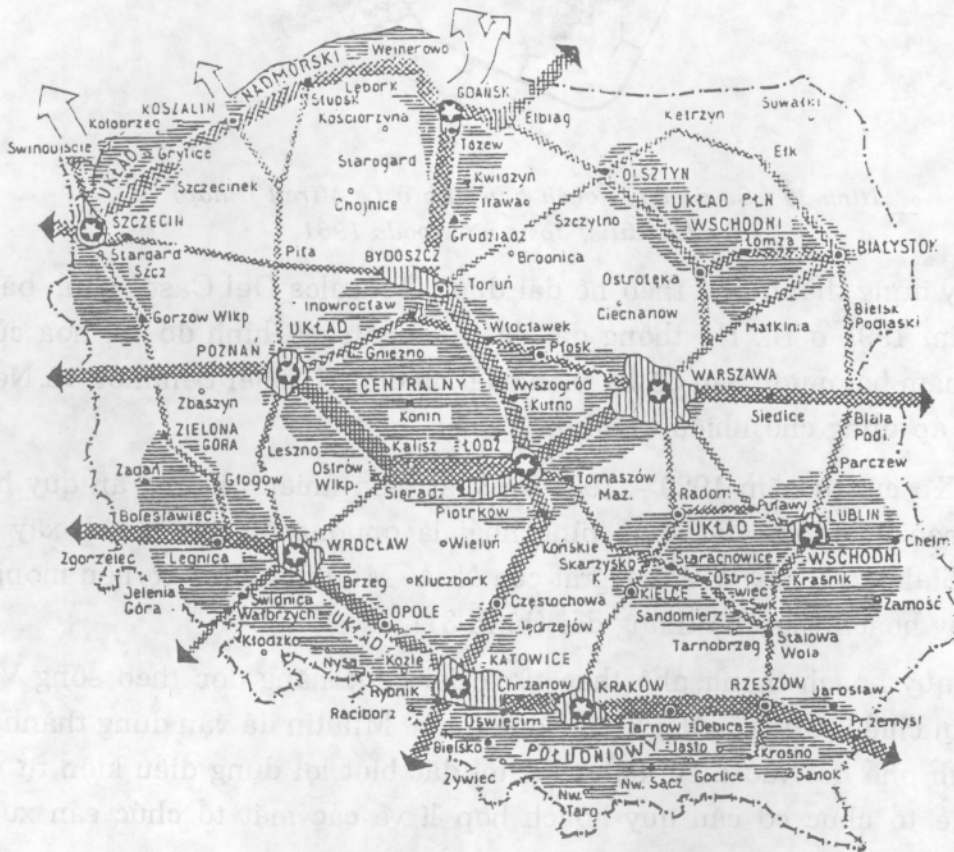 Weinerowo
NADMORSKI
GDAŃSK
Lębork
Słupsk
KOSZALIN
Kołobrzeg
Kościerzyna
Elbląg
Suwałki
Kętrzyn
Ełk
Świnoujście
UKŁAD
Gryfice
Starogard
Tczew
OLSZTYN
Szczecinek
Kwidzyn
UKŁAD PŁN
WSCHODNI
Chojnice
Iława
Szczytno
SZCZECIN
Grudziądz
Łomża
BIAŁYSTOK
Stargard
Szcz
Piła
BYDGOSZCZ
Brodnica
Toruń
Ostrołęka
Inowrocław
Ciechanów
Bielsk
Podlaski
Gorzów Wlkp
UKŁAD
Włocławek
Małkinia
POZNAŃ
Gniezno
Płock
CENTRALNY
Wyszogród
WARSZAWA
Zbąszyń
Konin
Kutno
Siedlce
Biała
Podl.
ZIELONA
GÓRA
Leszno
Kalisz
ŁÓDŹ
Żagań
Ostrów
Wlkp
Parczew
Głogów
Sieradz
Tomaszów
Maz.
Radom
Puławy
Bolesławiec
Piotrków
UKŁAD
LUBLIN
Chełm
Zgorzelec
Legnica
WROCŁAW
Wieluń
Końskie
Starachowice
WSCHODNI
Skarżysko
K
Jelenia
Góra
Brzeg
Kluczbork
Ostro-
wiec
Kraśnik
Świdnica
KIELCE
Zamość
Wałbrzych
UKŁAD
OPOLE
Częstochowa
Sandomierz
Jędrzejów
Stalowa
Wola
Kłodzko
Tarnobrzeg
Nysa
Koźle
KATOWICE
Rybnik
Chrzanów
KRAKÓW
RZESZÓW
Jarosław
Racibórz
Oświęcim
Tarnów
Dębica
Przemyśl
Bielsko
POŁUDNIOWY
Jasło
Krosno
Żywiec
Nw. Sącz
Gorlice
Sanok
Nw.
Targ